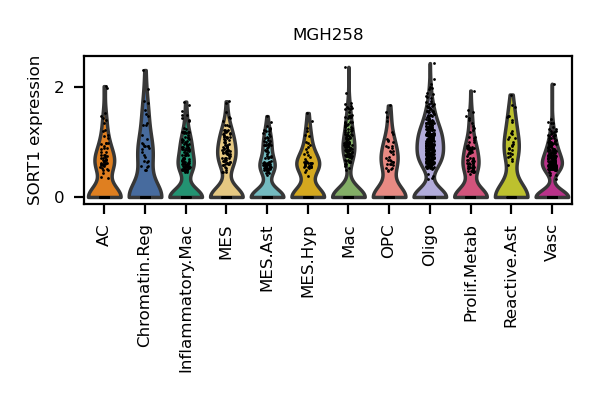 MGH258
SORT1 expression
2
0
AC
Chromatin.Reg
Inflammatory.Mac
MES
MES.Ast
MES.Hyp
Mac
OPC
Oligo
Prolif.Metab
Reactive.Ast
Vasc